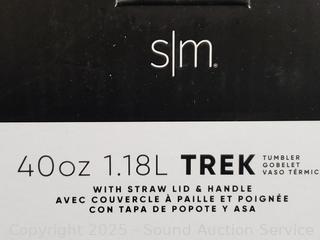 s|m.
40oz 1.18L TREK TUMBLER
GOBELET
VASO TÉRMIC
WITH STRAW LID & HANDLE
AVEC COUVERCLE À PAILLE ET POIGNÉE
CON TAPA DE POPOTE Y ASA
Copyright 2025 - Sound Auction Service